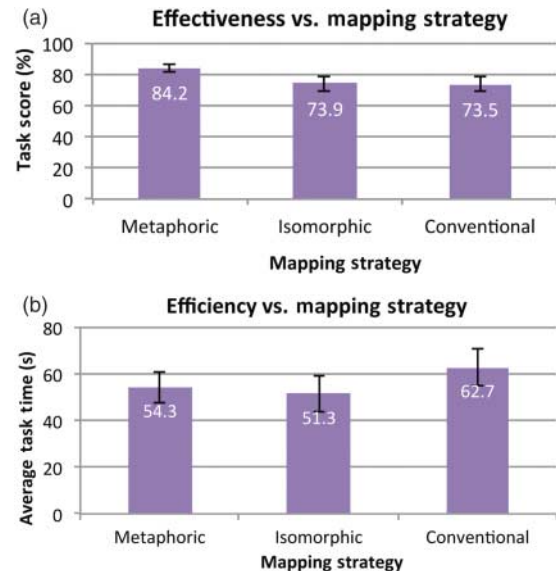 (a)
Effectiveness vs. mapping strategy
Task score (%)
100
80
60
40
20
0
84.2
73.9
73.5
Metaphoric
Isomorphic
Conventional
Mapping strategy
(b)
Efficiency vs. mapping strategy
Average task time (s)
80
60
40
20
0
54.3
51.3
62.7
Metaphoric
Isomorphic
Conventional
Mapping strategy